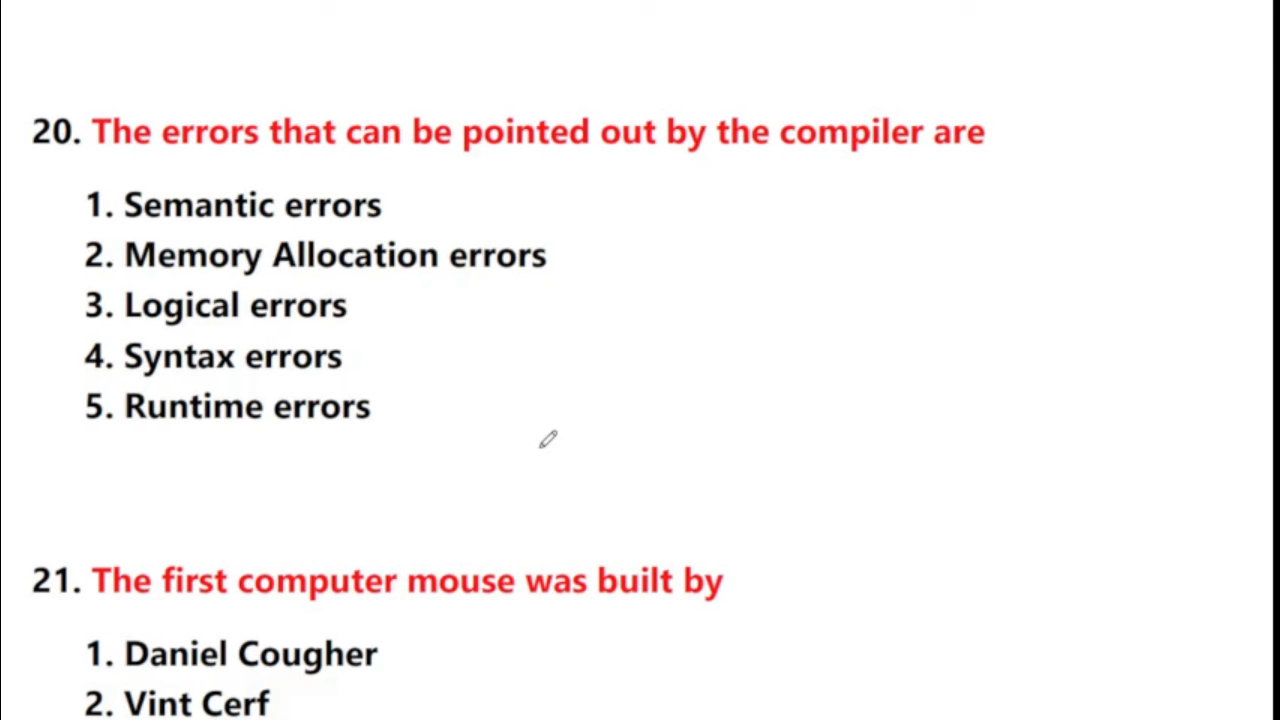 20. The errors that can be pointed out by the compiler are
1. Semantic errors
2. Memory Allocation errors
3. Logical errors
4. Syntax errors
5. Runtime errors
21. The first computer mouse was built by
1. Daniel Cougher
2. Vint Cerf